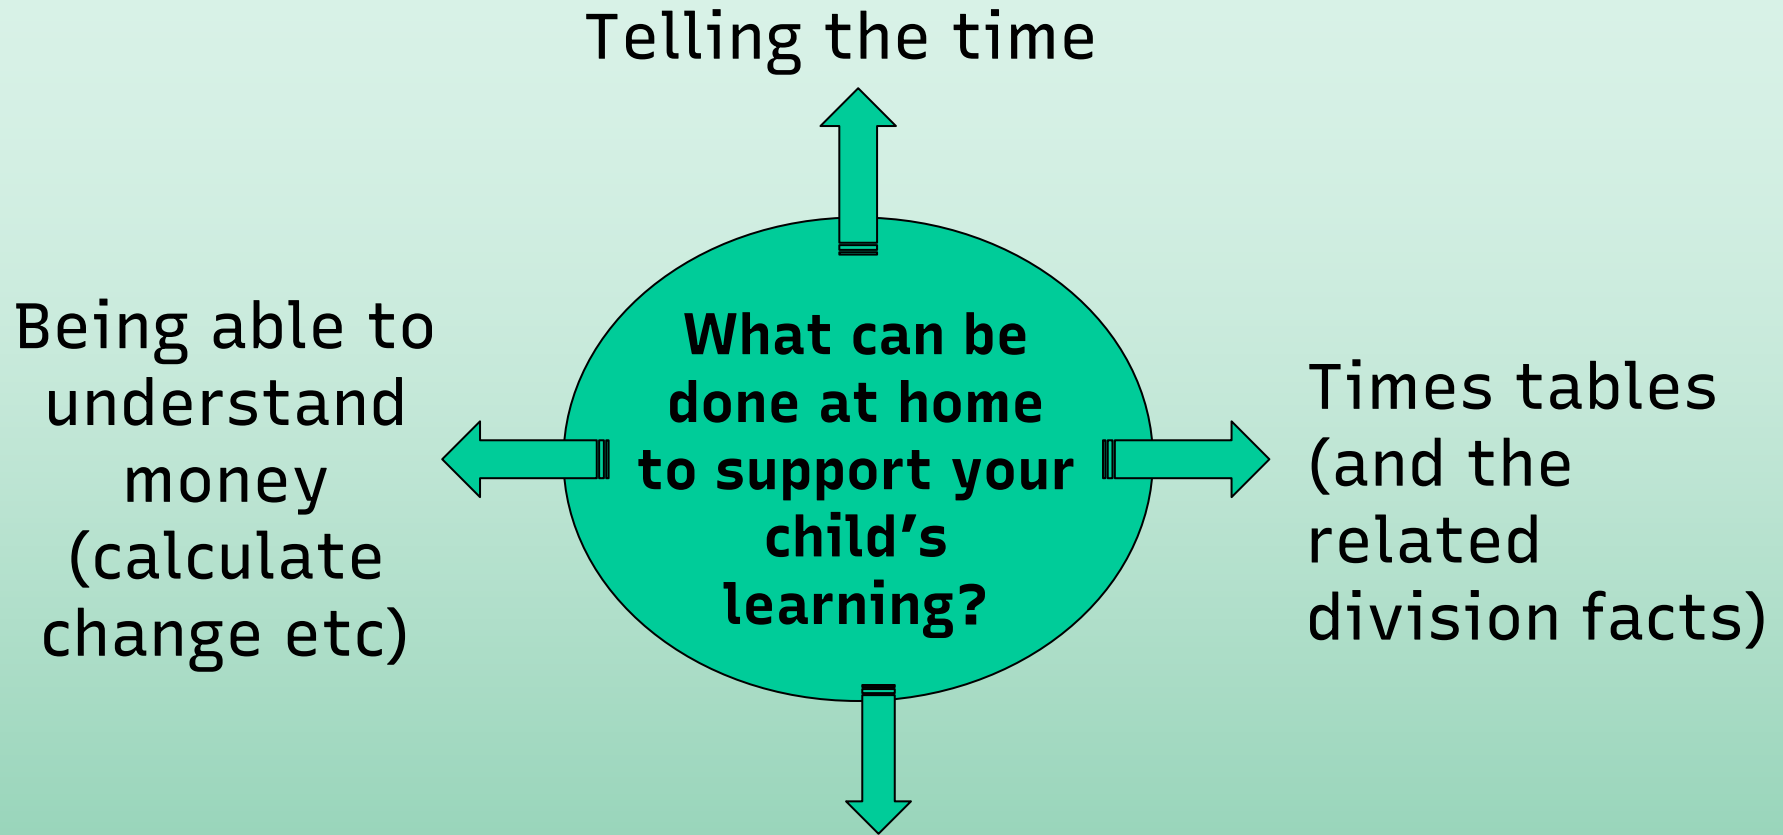 Telling the time
Being able to
understand
money
(calculate
change etc)
What can be
done at home
to support your
child’s
learning?
Times tables
(and the
related
division facts)